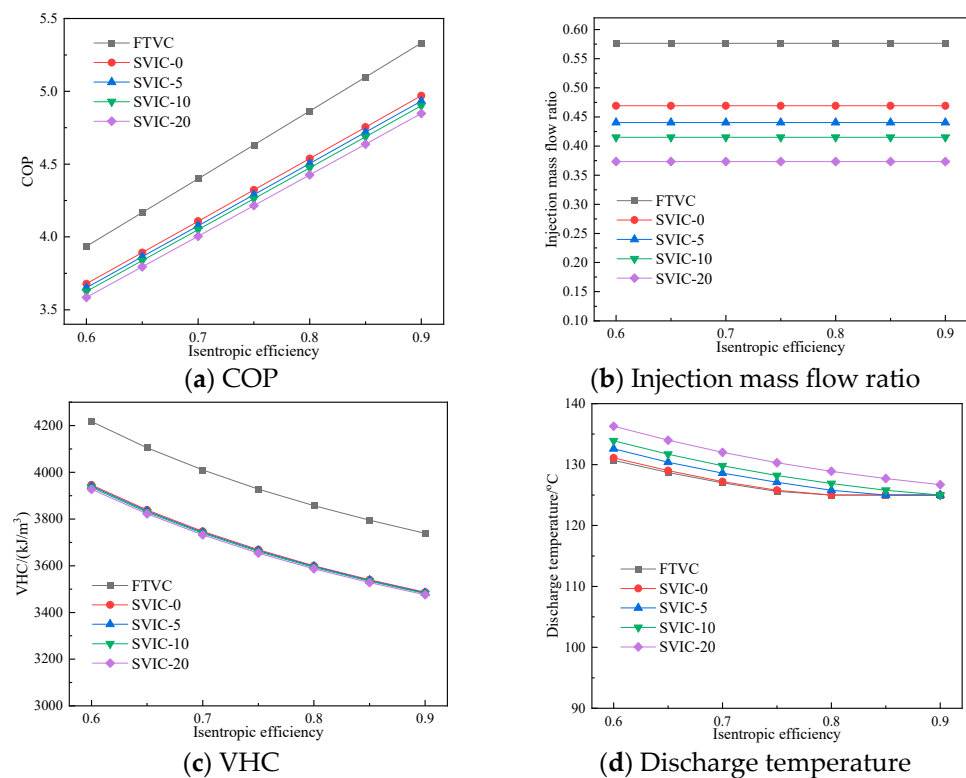 5.5
5.0
4.5
4.0
3.5
COP
FTVC
SVIC-0
SVIC-5
SVIC-10
SVIC-20
0.6 0.7 0.8 0.9
Isentropic efficiency
(a) COP
0.60
0.55
0.50
0.45
0.40
0.35
0.30
0.25
0.20
0.15
0.10
Injection mass flow ratio
FTVC
SVIC-0
SVIC-5
SVIC-10
SVIC-20
0.6 0.7 0.8 0.9
Isentropic efficiency
(b) Injection mass flow ratio
4200
4000
3800
3600
3400
3200
3000
VHC/(kJ/m³)
FTVC
SVIC-0
SVIC-5
SVIC-10
SVIC-20
0.6 0.7 0.8 0.9
Isentropic efficiency
(c) VHC
140
130
120
110
100
90
Discharge temperature/°C
FTVC
SVIC-0
SVIC-5
SVIC-10
SVIC-20
0.6 0.7 0.8 0.9
Isentropic efficiency
(d) Discharge temperature